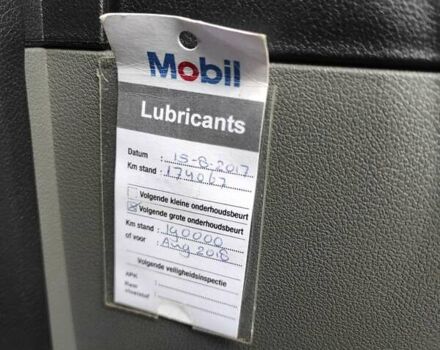 Mobil
Lubricants
Datum : 15-8-2017
Km stand : 174067
Volgende kleine onderhoudsbeurt
Volgende grote onderhoudsbeurt
Km stand : 190000
of voor : Aug 2018
Volgende veiligheidsinspectie
APK